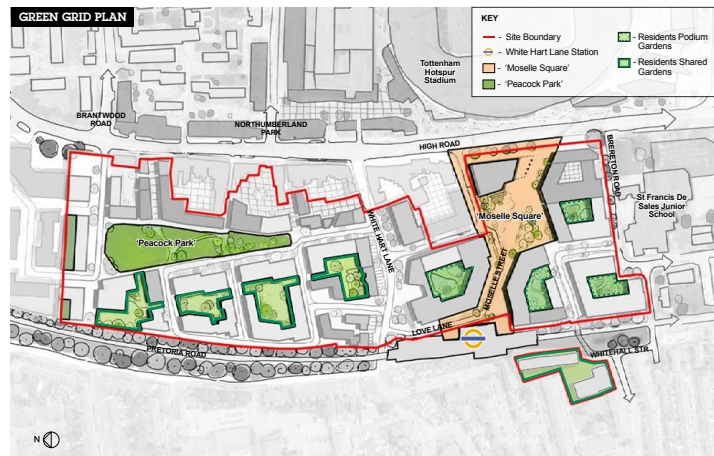 GREEN GRID PLAN
KEY
- Site Boundary
- White Hart Lane Station
- 'Moselle Square'
- 'Peacock Park'
- Residents Podium
Gardens
- Residents Shared
Gardens
Tottenham
Hotspur
Stadium
BRANTWOOD
ROAD
NORTHUMBERLAND
PARK
HIGH ROAD
BRERETON ROAD
St Francis De
Sales Junior
School
'Moselle Square'
WHITE HART LANE
'Peacock Park'
MOSELLE STREET
LOVE LANE
PRETORIA ROAD
WHITEHALL STR
N